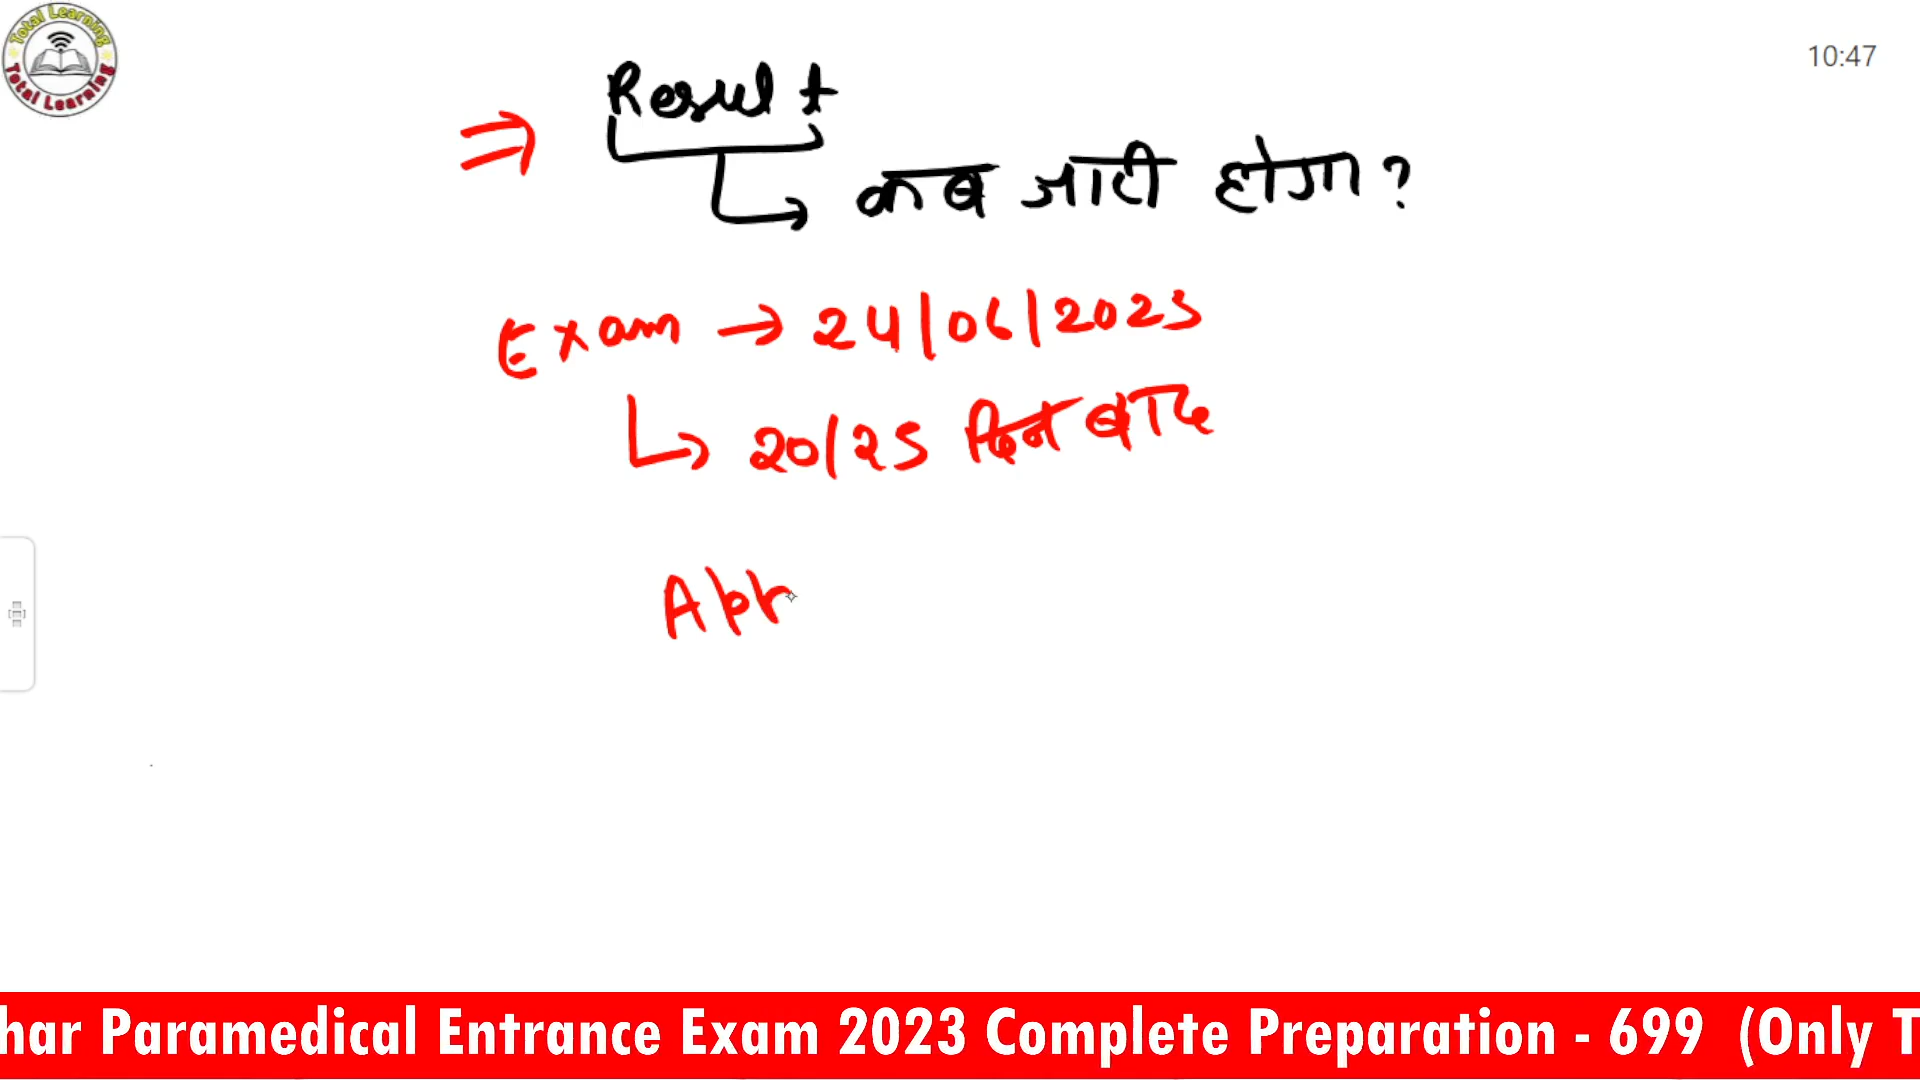 Total Learning
Total Learning
10:47
⇒ Result
→ कब जारी होगा?
Exam → 24/06/2023
→ 20/25 दिन बाद
Appr
har Paramedical Entrance Exam 2023 Complete Preparation - 699 (Only T